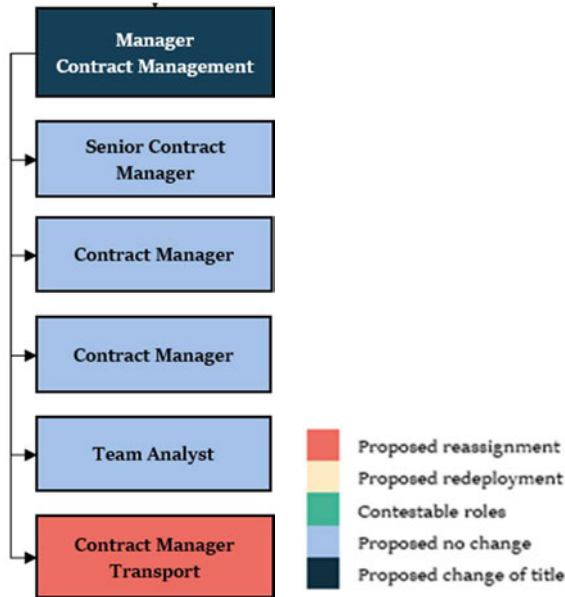 Manager
Contract Management
Senior Contract
Manager
Contract Manager
Contract Manager
Team Analyst
Contract Manager
Transport
Proposed reassignment
Proposed redeployment
Contestable roles
Proposed no change
Proposed change of title